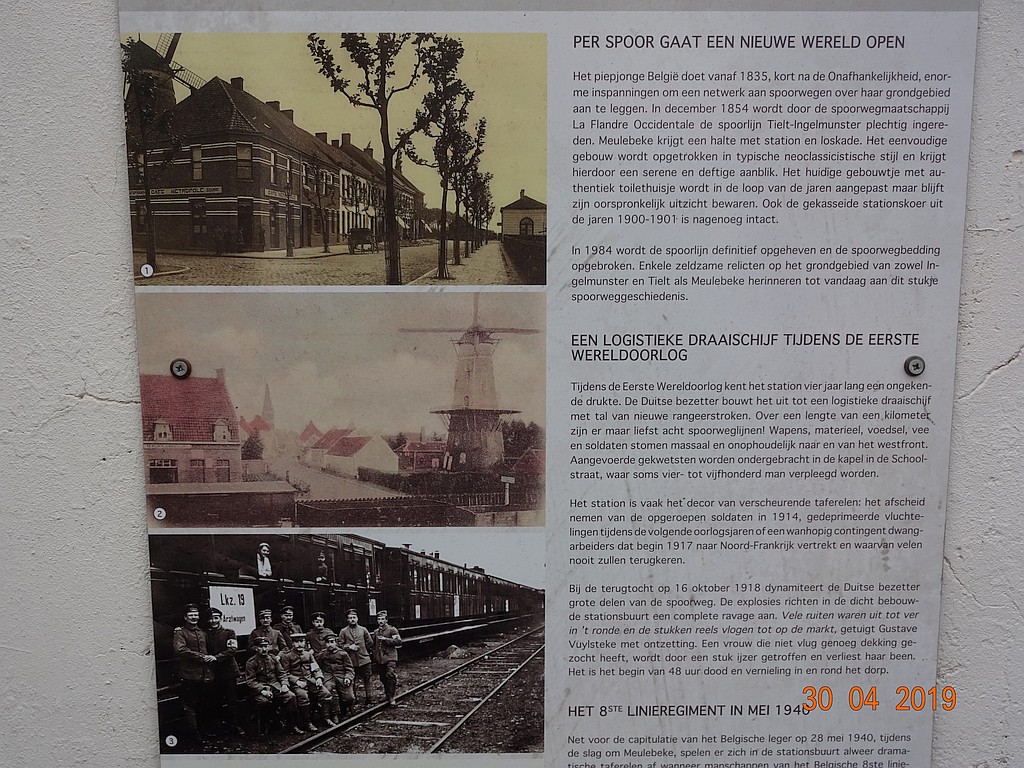 PER SPOOR GAAT EEN NIEUWE WERELD OPEN
Het piepjonge België doet vanaf 1835, kort na de Onafhankelijkheid, enor-
me inspanningen om een netwerk aan spoorwegen over haar grondgebied
aan te leggen. In december 1854 wordt door de spoorwegmaatschappij
La Flandre Occidentale de spoorlijn Tielt-Ingelmunster plechtig ingere-
den. Meulebeke krijgt een halte met station en loskade. Het eenvoudige
gebouw wordt opgetrokken in typische neoclassicistische stijl en krijgt
hierdoor een serene en deftige aanblik. Het huidige gebouwtje met au-
thentiek toilethuisje wordt in de loop van de jaren aangepast maar blijft
zijn oorspronkelijk uitzicht bewaren. Ook de gekasseide stationskoer uit
de jaren 1900-1901 is nagenoeg intact.
In 1984 wordt de spoorlijn definitief opgeheven en de spoorwegbedding
opgebroken. Enkele zeldzame relicten op het grondgebied van zowel In-
gelmunster en Tielt als Meulebeke herinneren tot vandaag aan dit stukje
spoorweggeschiedenis.
EEN LOGISTIEKE DRAAISCHIJF TIJDENS DE EERSTE
WERELDOORLOG
Tijdens de Eerste Wereldoorlog kent het station vier jaar lang een ongeken-
de drukte. De Duitse bezetter bouwt het uit tot een logistieke draaischijf
met tal van nieuwe rangeerstroken. Over een lengte van een kilometer
zijn er maar liefst acht spoorweglijnen! Wapens, materieel, voedsel, vee
en soldaten stomen massaal en onophoudelijk naar en van het westfront.
Aangevoerde gekwetsten worden ondergebracht in de kapel in de School-
straat, waar soms vier- tot vijfhonderd man verpleegd worden.
Het station is vaak het decor van verscheurende taferelen: het afscheid
nemen van de opgeroepen soldaten in 1914, gedeprimeerde vluchte-
lingen tijdens de volgende oorlogsjaren of een wanhopig contingent dwang-
arbeiders dat begin 1917 naar Noord-Frankrijk vertrekt en waarvan velen
nooit zullen terugkeren.
Bij de terugtocht op 16 oktober 1918 dynamiteert de Duitse bezetter
grote delen van de spoorweg. De explosies richten in de dicht bebouw-
de stationsbuurt een complete ravage aan. Vele ruiten waren uit tot ver
in 't ronde en de stukken reels vlogen tot op de markt, getuigt Gustave
Vuylsteke met ontzetting. Een vrouw die niet vlug genoeg dekking ge-
zocht heeft, wordt door een stuk ijzer getroffen en verliest haar been.
Het is het begin van 48 uur dood en vernieling in en rond het dorp.
HET 8STE LINIEREGIMENT IN MEI 1940
Net voor de capitulatie van het Belgische leger op 28 mei 1940, tijdens
de slag om Meulebeke, spelen er zich in de stationsbuurt alweer drama-
tische taferelen af wanneer manschappen van het Belgische 8ste linie-
CAFE METROPOLE
1
2
Lkz. 19
Arztwagen
3
30 04 2019